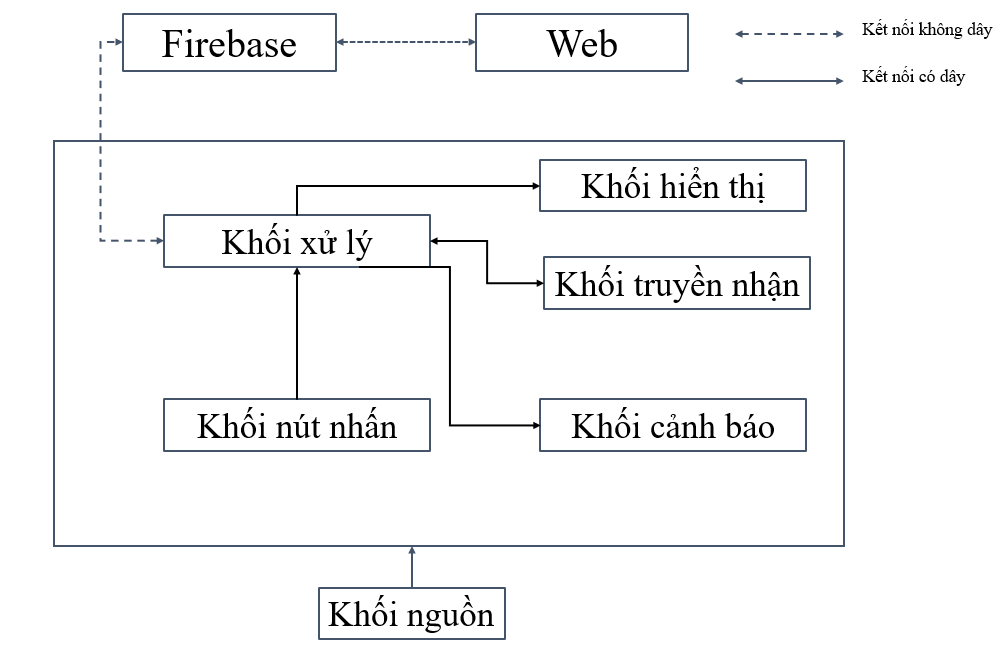 Firebase
Web
Kết nối không dây
Kết nối có dây
Khối hiển thị
Khối xử lý
Khối truyền nhận
Khối nút nhấn
Khối cảnh báo
Khối nguồn